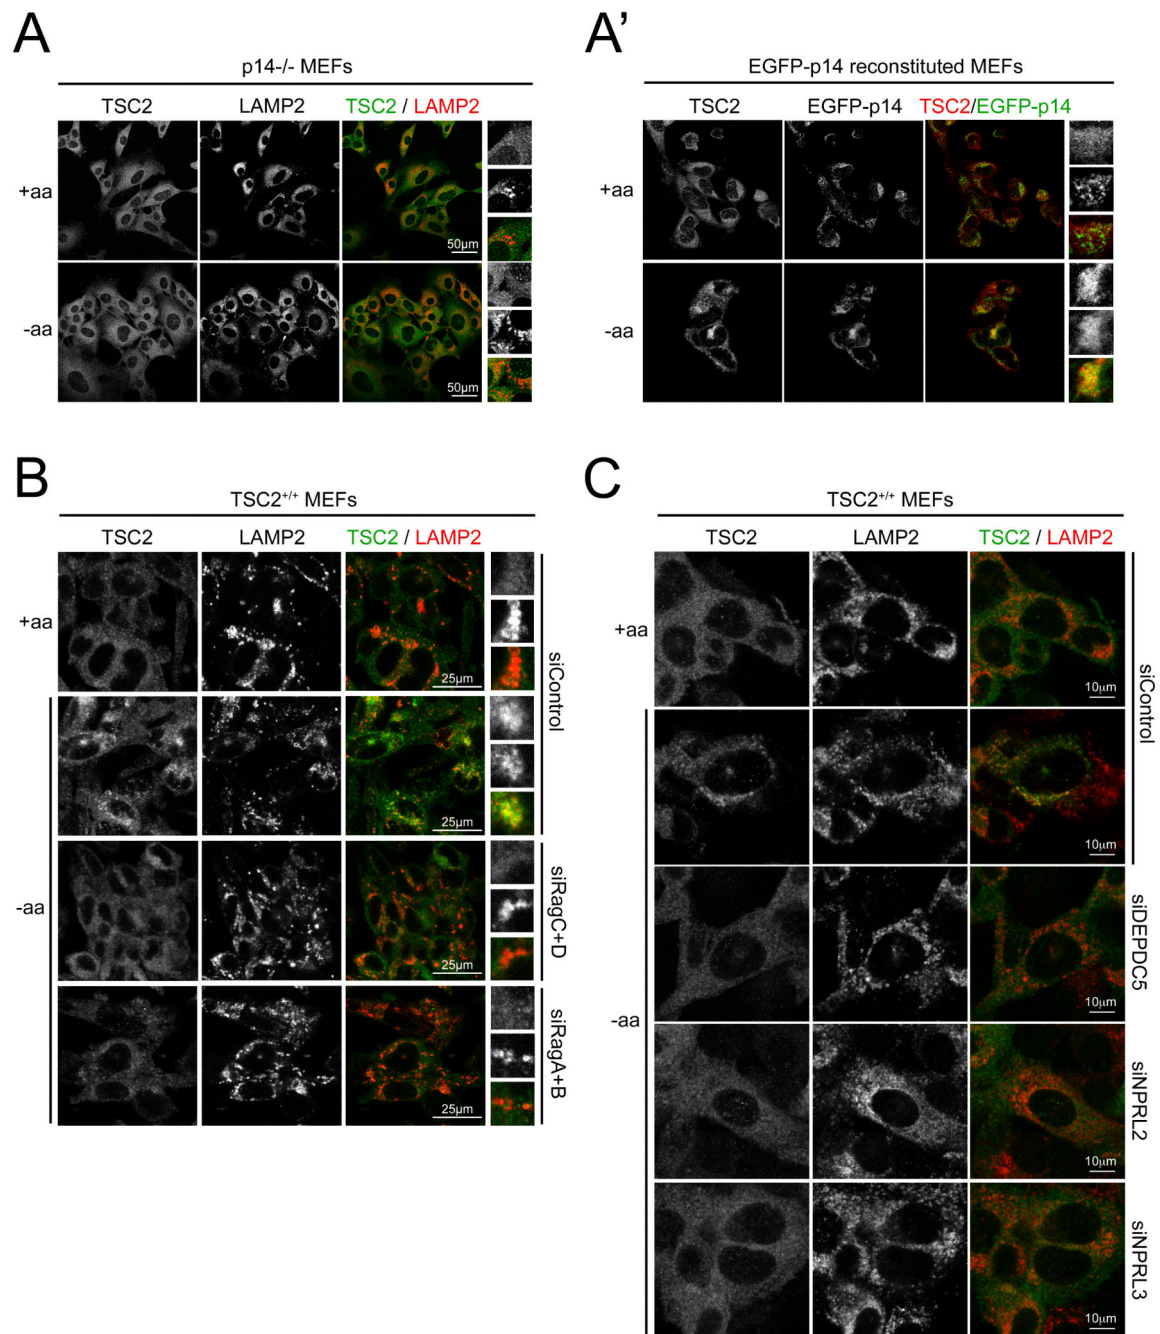 A
p14-/- MEFs
TSC2 LAMP2 TSC2 / LAMP2
+aa
50µm
-aa
50µm
A'
EGFP-p14 reconstituted MEFs
TSC2 EGFP-p14 TSC2/EGFP-p14
+aa
-aa
B
TSC2+/+ MEFs
TSC2 LAMP2 TSC2 / LAMP2
+aa
25µm
siControl
25µm
-aa
25µm
siRagC+D
25µm
siRagA+B
C
TSC2+/+ MEFs
TSC2 LAMP2 TSC2 / LAMP2
+aa
10µm
siControl
10µm
-aa
10µm
siDEPDC5
10µm
siNPRL2
10µm
siNPRL3